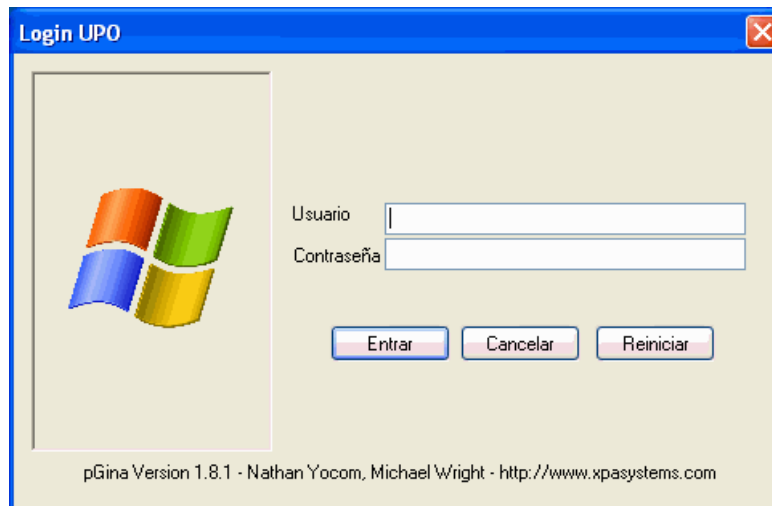 Login UPO
Usuario
Contraseña
Entrar Cancelar Reiniciar
pGina Version 1.8.1 - Nathan Yocom, Michael Wright - http://www.xpasystems.com